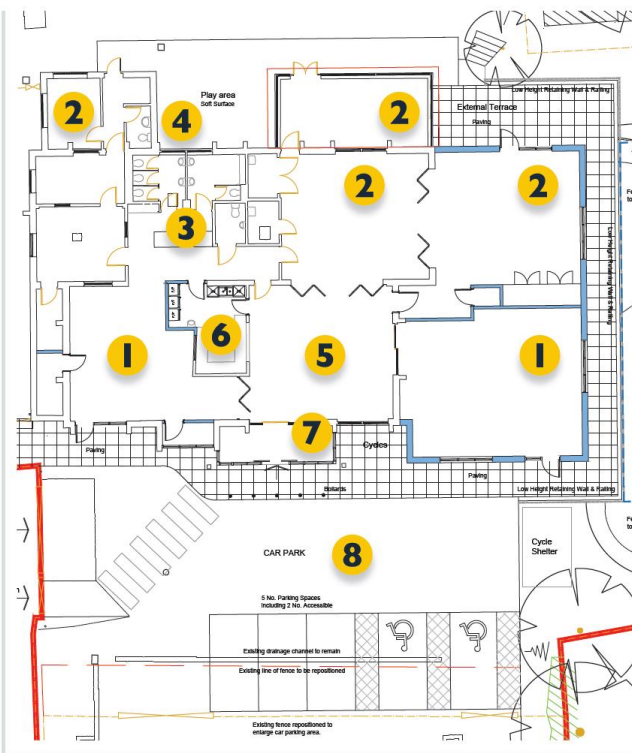 Play area
Soft Surface
Low Height Retaining Wall & Railing
External Terrace
Paving
2
2
4
2
2
3
Low Height Retaining Wall & Railing
6
1
5
1
7
Cycles
Paving
Paving
Bollards
Low Height Retaining Wall & Railing
CAR PARK
8
Cycle
Shelter
5 No. Parking Spaces
Including 2 No. Accessible
Existing drainage channel to remain
Existing line of fence to be repositioned
Existing fence repositioned to
enlarge car parking area.